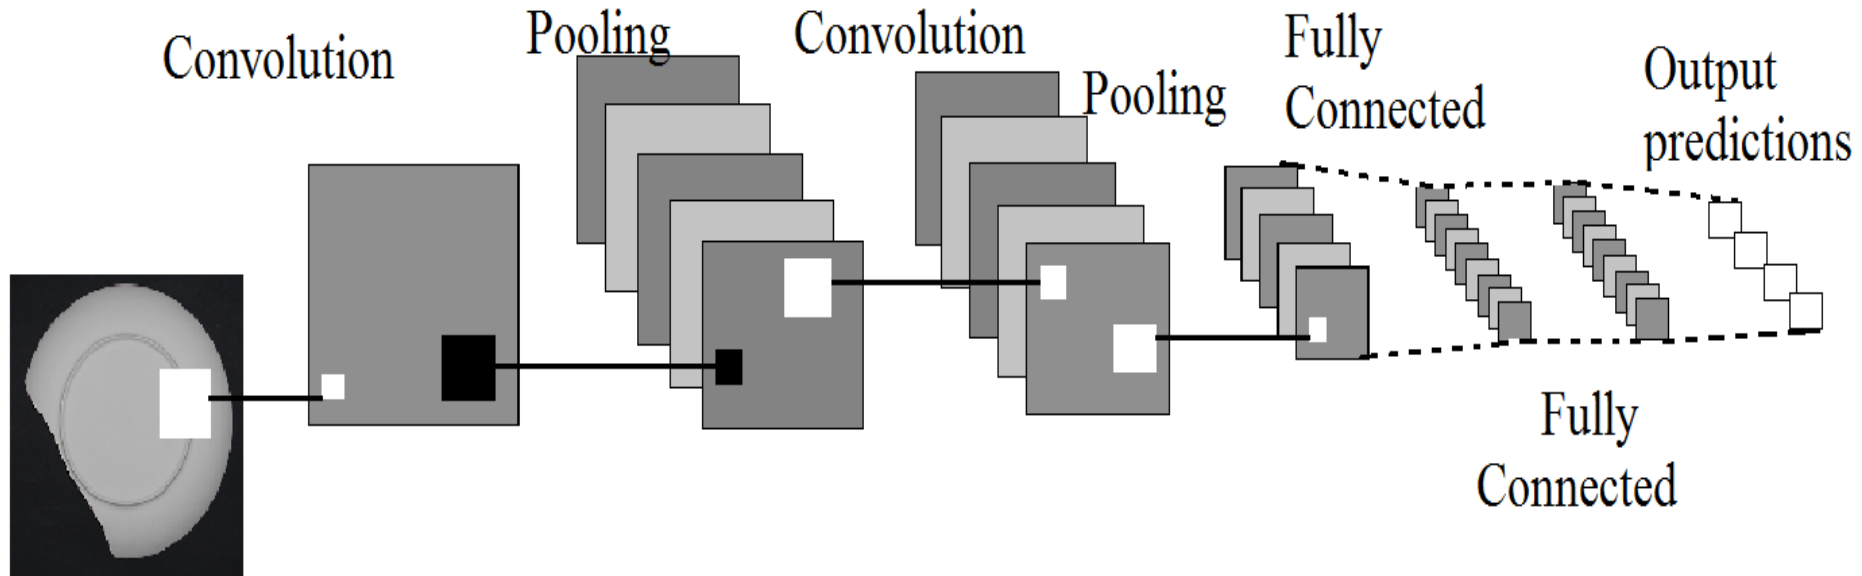 Convolution
Pooling
Convolution
Pooling
Fully
Connected
Output
predictions
Fully
Connected